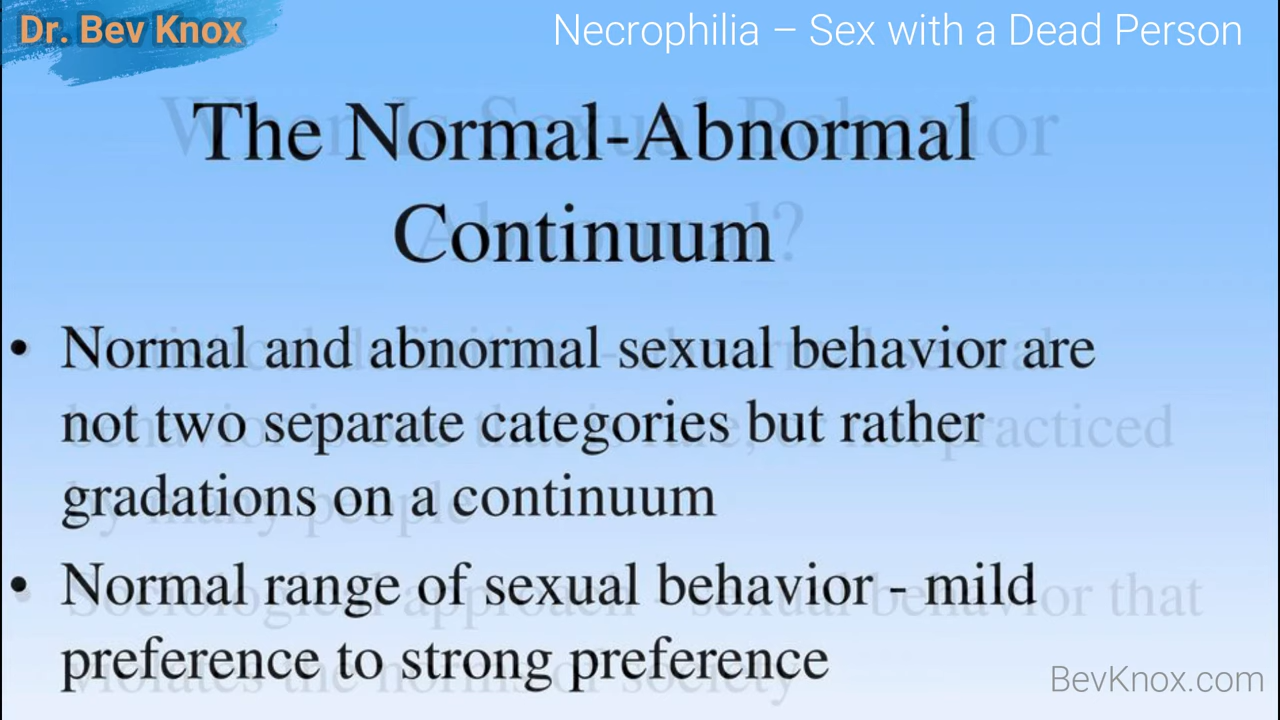 Dr. Bev Knox
Necrophilia – Sex with a Dead Person
The Normal-Abnormal
Continuum
• Normal and abnormal sexual behavior are
not two separate categories but rather
gradations on a continuum
• Normal range of sexual behavior - mild
preference to strong preference
BevKnox.com